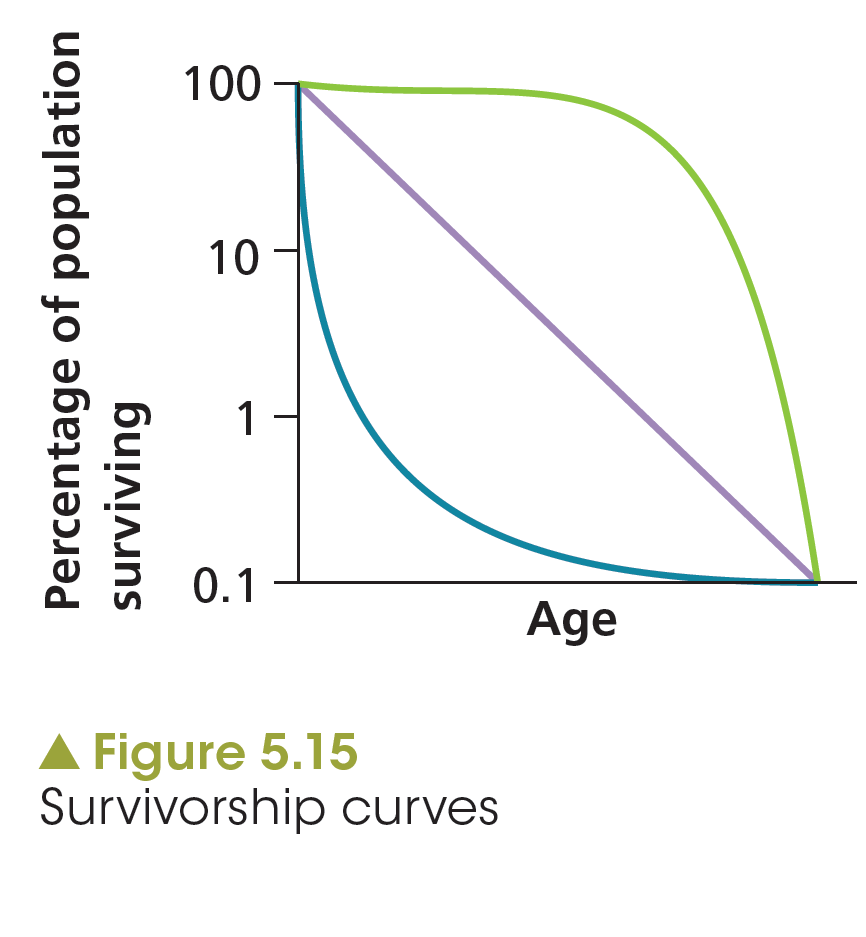 Percentage of population
surviving
100
10
1
0.1
Age
▲ Figure 5.15
Survivorship curves